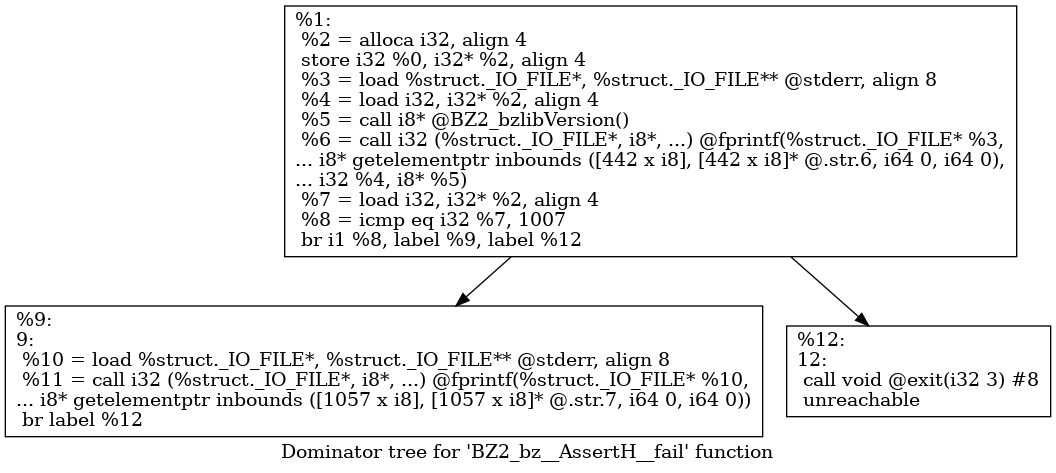 %1:
%2 = alloca i32, align 4
store i32 %0, i32* %2, align 4
%3 = load %struct._IO_FILE*, %struct._IO_FILE** @stderr, align 8
%4 = load i32, i32* %2, align 4
%5 = call i8* @BZ2_bzlibVersion()
%6 = call i32 (%struct._IO_FILE*, i8*, ...) @fprintf(%struct._IO_FILE* %3,
... i8* getelementptr inbounds ([442 x i8], [442 x i8]* @.str.6, i64 0, i64 0),
... i32 %4, i8* %5)
%7 = load i32, i32* %2, align 4
%8 = icmp eq i32 %7, 1007
br i1 %8, label %9, label %12
%9:
9:
%10 = load %struct._IO_FILE*, %struct._IO_FILE** @stderr, align 8
%11 = call i32 (%struct._IO_FILE*, i8*, ...) @fprintf(%struct._IO_FILE* %10,
... i8* getelementptr inbounds ([1057 x i8], [1057 x i8]* @.str.7, i64 0, i64 0))
br label %12
%12:
12:
call void @exit(i32 3) #8
unreachable
Dominator tree for 'BZ2_bz__AssertH__fail' function